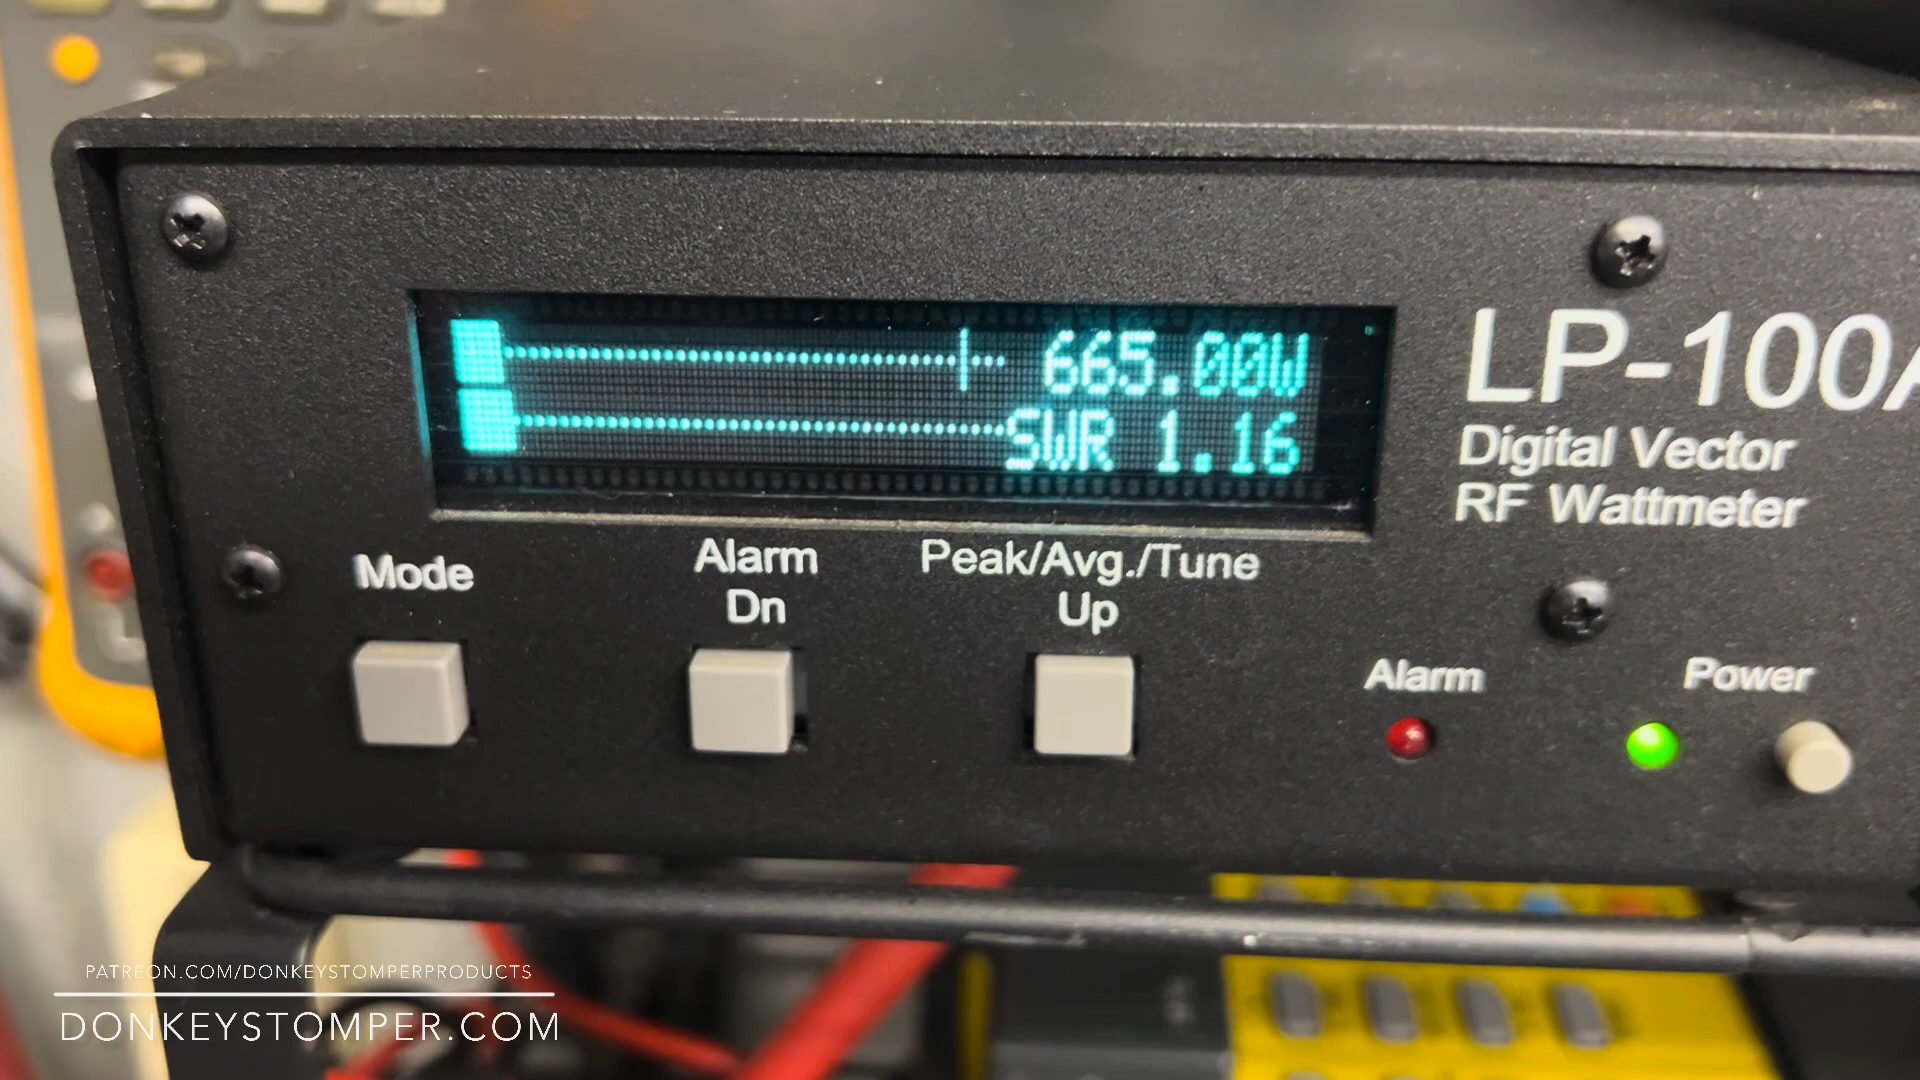 665.00W
SWR 1.16
LP-100A
Digital Vector
RF Wattmeter
Mode
Alarm
Dn
Peak/Avg./Tune
Up
Alarm
Power
PATREON.COM/DONKEYSTOMPERPRODUCTS
DONKEYSTOMPER.COM